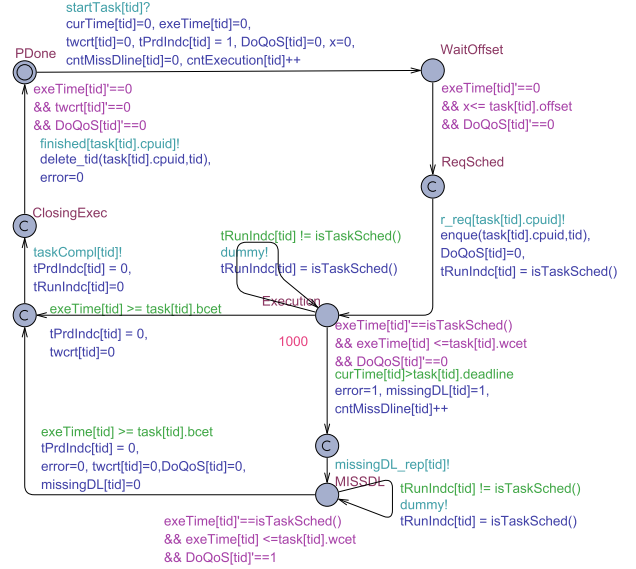 startTask[tid]?
curTime[tid]=0, exeTime[tid]=0,
twcrt[tid]=0, tPrdIndc[tid] = 1, DoQoS[tid]=0, x=0,
cntMissDline[tid]=0, cntExecution[tid]++
PDone
WaitOffset
exeTime[tid]'==0
&& twcrt[tid]'==0
&& DoQoS[tid]'==0
exeTime[tid]'==0
&& x<= task[tid].offset
&& DoQoS[tid]'==0
finished[task[tid].cpuid]!
delete_tid(task[tid].cpuid,tid),
error=0
ReqSched
ClosingExec
r_req[task[tid].cpuid]!
enque(task[tid].cpuid,tid),
DoQoS[tid]=0,
tRunIndc[tid] = isTaskSched()
tRunIndc[tid] != isTaskSched()
dummy!
tRunIndc[tid] = isTaskSched()
taskCompl[tid]!
tPrdIndc[tid] = 0,
tRunIndc[tid]=0
Execution
exeTime[tid] >= task[tid].bcet
tPrdIndc[tid] = 0,
twcrt[tid]=0
1000
exeTime[tid]'==isTaskSched()
&& exeTime[tid] <=task[tid].wcet
&& DoQoS[tid]'==0
curTime[tid]>task[tid].deadline
error=1, missingDL[tid]=1,
cntMissDline[tid]++
exeTime[tid] >= task[tid].bcet
tPrdIndc[tid] = 0,
error=0, twcrt[tid]=0,DoQoS[tid]=0,
missingDL[tid]=0
missingDL_rep[tid]!
MISSDL
tRunIndc[tid] != isTaskSched()
dummy!
tRunIndc[tid] = isTaskSched()
exeTime[tid]'==isTaskSched()
&& exeTime[tid] <=task[tid].wcet
&& DoQoS[tid]'==1
C
C
C
C